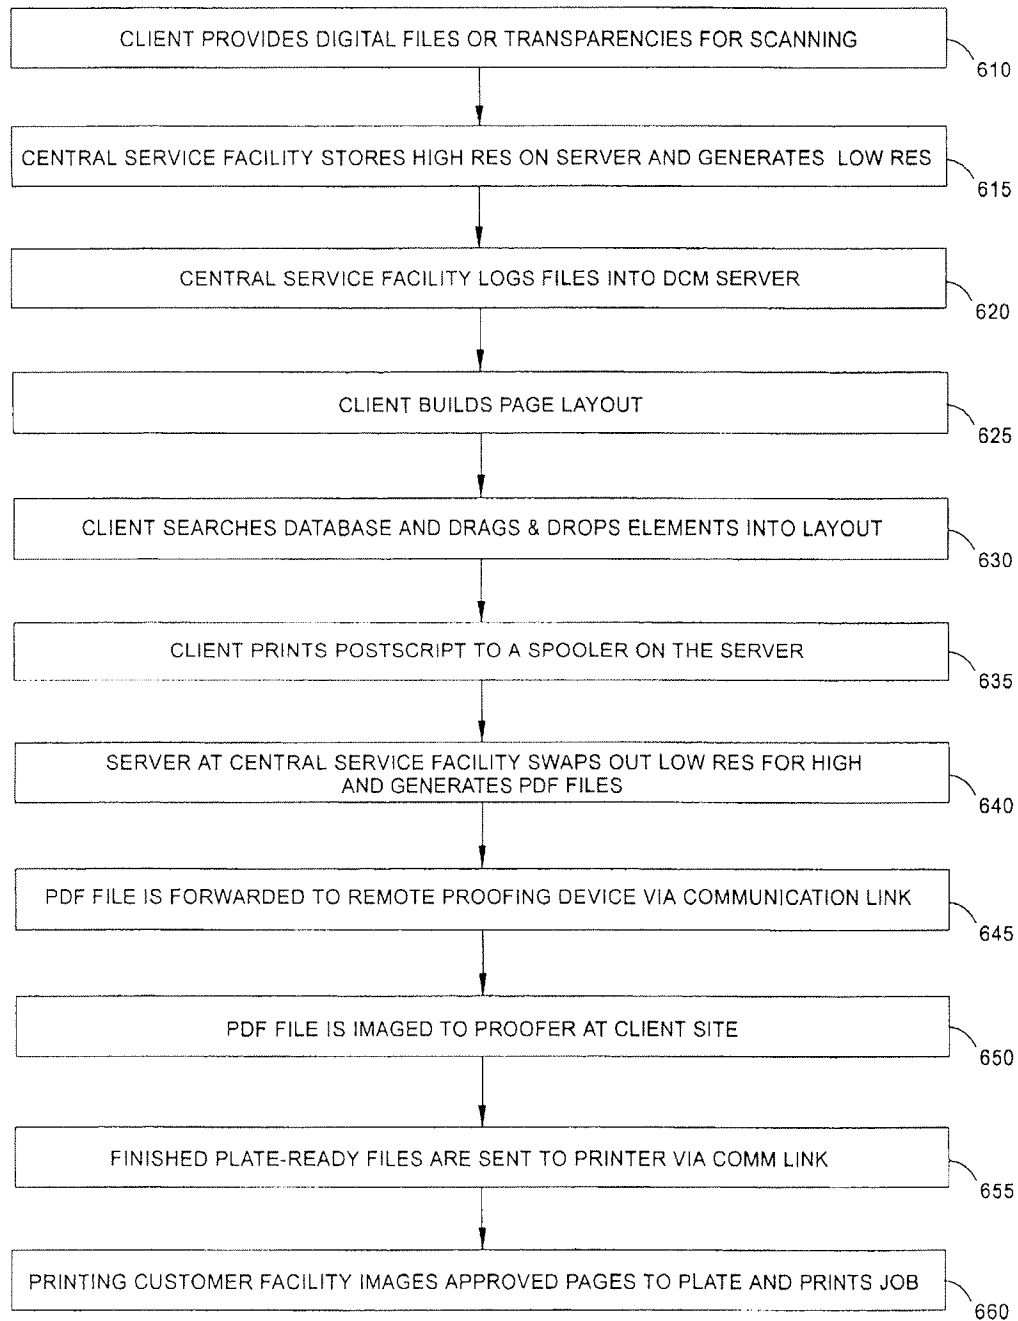 CLIENT PROVIDES DIGITAL FILES OR TRANSPARENCIES FOR SCANNING
610
CENTRAL SERVICE FACILITY STORES HIGH RES ON SERVER AND GENERATES LOW RES
615
CENTRAL SERVICE FACILITY LOGS FILES INTO DCM SERVER
620
CLIENT BUILDS PAGE LAYOUT
625
CLIENT SEARCHES DATABASE AND DRAGS & DROPS ELEMENTS INTO LAYOUT
630
CLIENT PRINTS POSTSCRIPT TO A SPOOLER ON THE SERVER
635
SERVER AT CENTRAL SERVICE FACILITY SWAPS OUT LOW RES FOR HIGH
AND GENERATES PDF FILES
640
PDF FILE IS FORWARDED TO REMOTE PROOFING DEVICE VIA COMMUNICATION LINK
645
PDF FILE IS IMAGED TO PROOFER AT CLIENT SITE
650
FINISHED PLATE-READY FILES ARE SENT TO PRINTER VIA COMM LINK
655
PRINTING CUSTOMER FACILITY IMAGES APPROVED PAGES TO PLATE AND PRINTS JOB
660